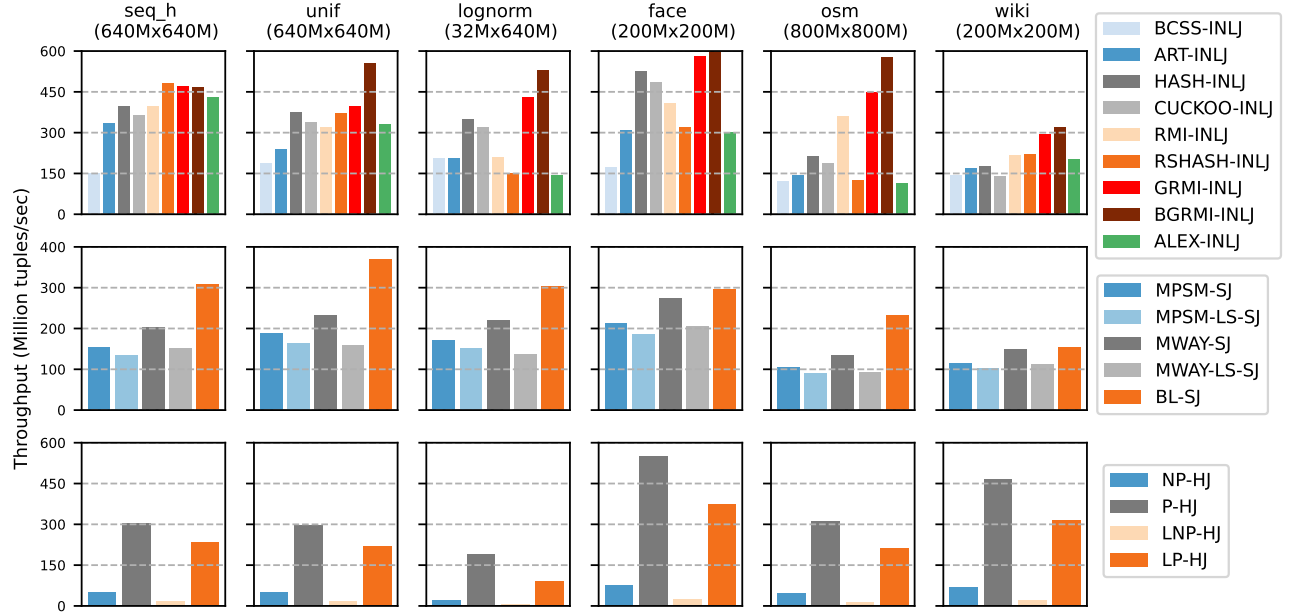 seq_h
(640Mx640M)
unif
(640Mx640M)
lognorm
(32Mx640M)
face
(200Mx200M)
osm
(800Mx800M)
wiki
(200Mx200M)
Throughput (Million tuples/sec)
600
450
300
150
0
400
300
200
100
0
600
450
300
150
0
BCSS-INLJ
ART-INLJ
HASH-INLJ
CUCKOO-INLJ
RMI-INLJ
RSHASH-INLJ
GRMI-INLJ
BGRMI-INLJ
ALEX-INLJ
MPSM-SJ
MPSM-LS-SJ
MWAY-SJ
MWAY-LS-SJ
BL-SJ
NP-HJ
P-HJ
LNP-HJ
LP-HJ